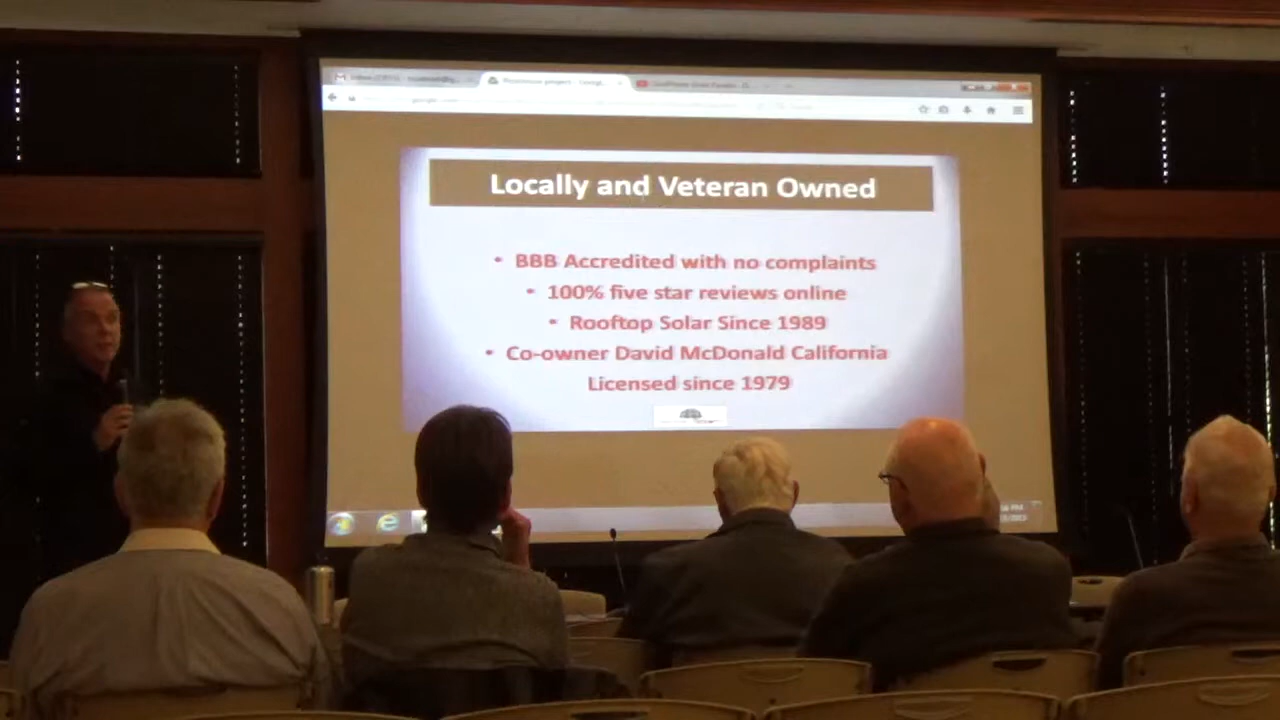 Locally and Veteran Owned
• BBB Accredited with no complaints
• 100% five star reviews online
• Rooftop Solar Since 1989
• Co-owner David McDonald California
Licensed since 1979